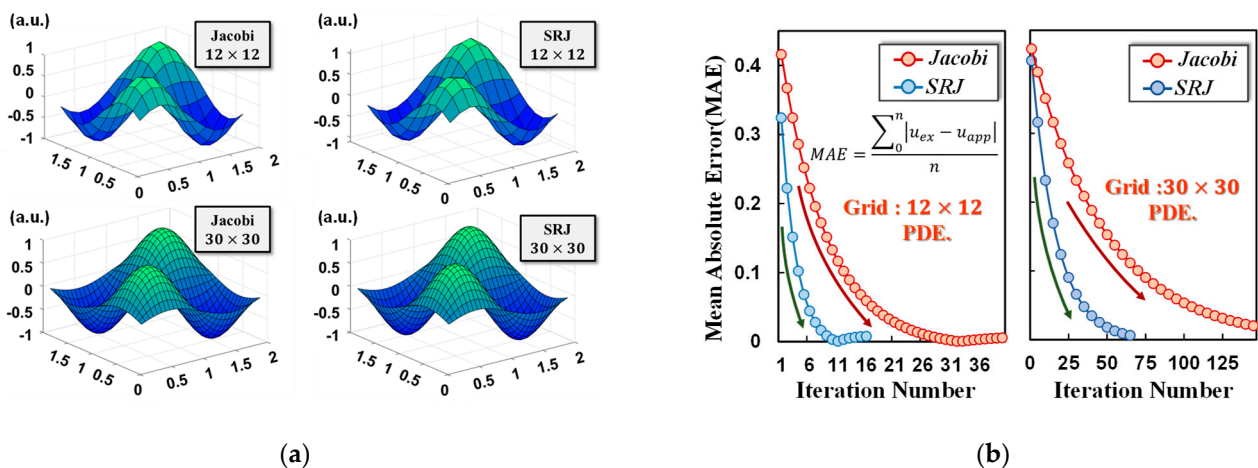 (a.u.)
Jacobi
12 × 12
1
0.5
0
-0.5
-1
1.5
1
0.5
0
0
0.5
1
1.5
2
(a.u.)
SRJ
12 × 12
1
0.5
0
-0.5
-1
1.5
1
0.5
0
0.5
1
1.5
2
(a.u.)
Jacobi
30 × 30
1
0.5
0
-0.5
-1
1.5
1
0.5
0
0
0.5
1
1.5
2
(a.u.)
SRJ
30 × 30
1
0.5
0
-0.5
-1
1.5
1
0.5
0
0.5
1
1.5
2
(a)
Mean Absolute Error(MAE)
0.4
0.3
0.2
0.1
0
Jacobi
SRJ
MAE = ∑₀ⁿ|u_ex − u_app| / n
Grid : 12 × 12
PDE.
1 6 11 16 21 26 31 36
Iteration Number
Jacobi
SRJ
Grid :30 × 30
PDE.
0 25 50 75 100 125
Iteration Number
(b)